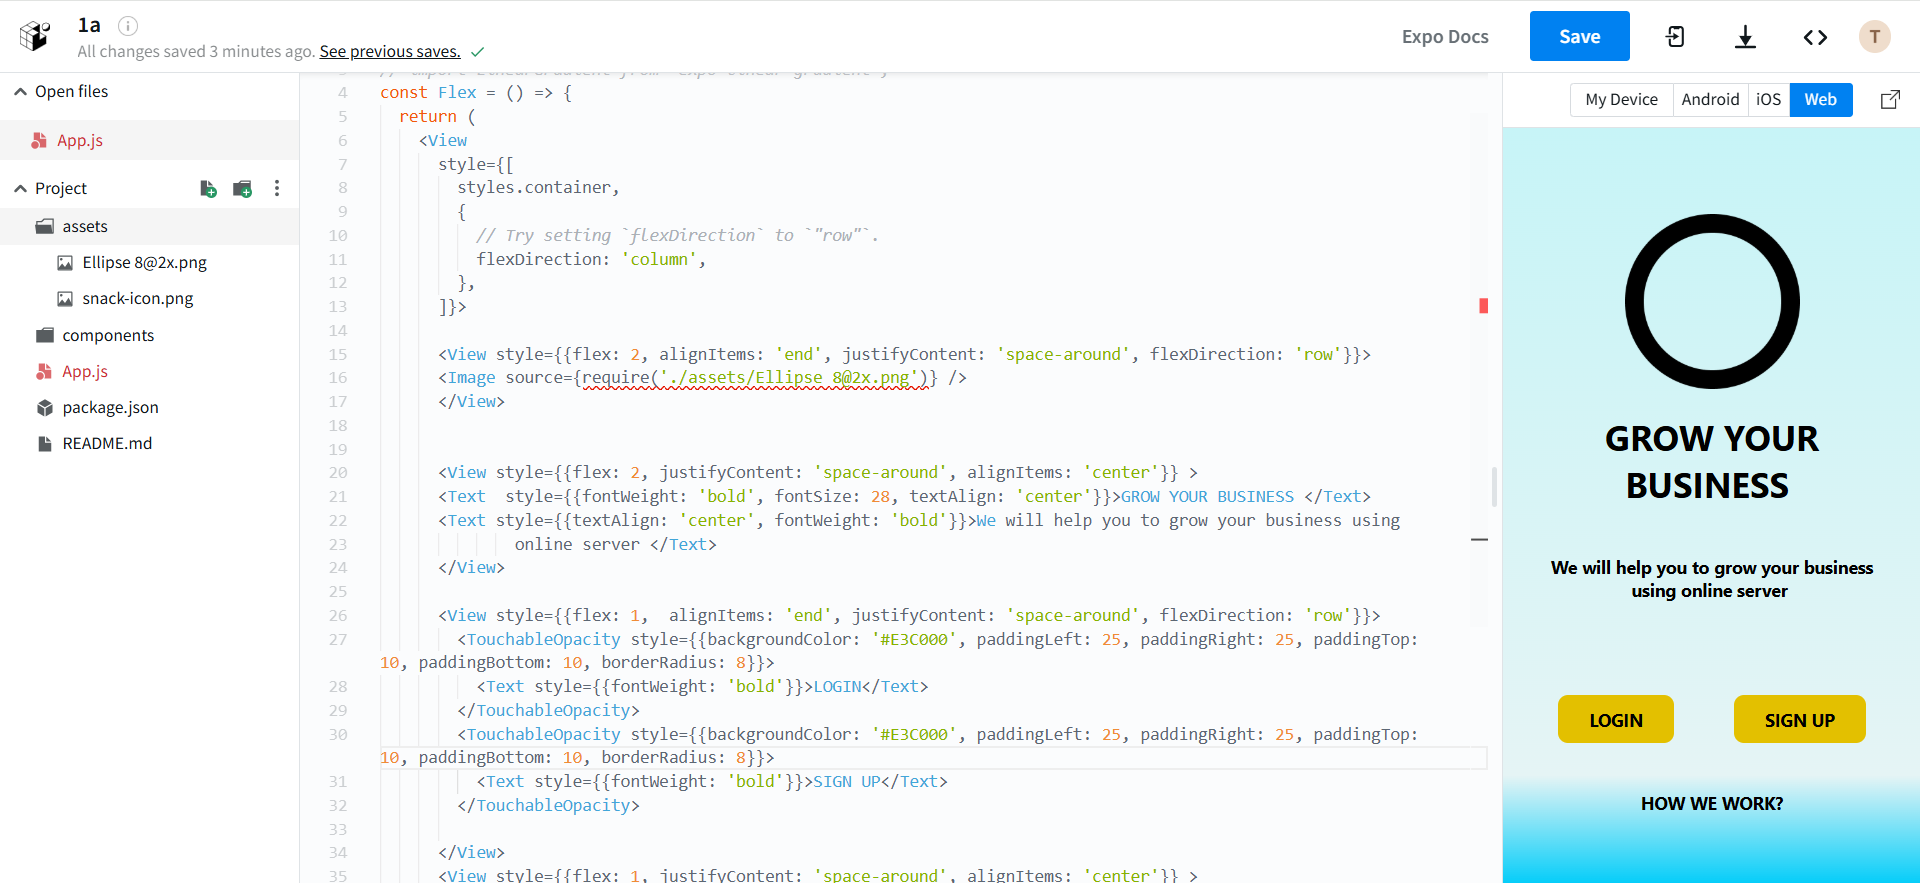 1a
All changes saved 3 minutes ago. See previous saves.
Expo Docs
Save
T
Open files
App.js
Project
assets
Ellipse 8@2x.png
snack-icon.png
components
App.js
package.json
README.md
4 const Flex = () => {
5 return (
6 <View
7 style={[
8 styles.container,
9 {
10 // Try setting `flexDirection` to `"row"`.
11 flexDirection: 'column',
12 },
13 ]}>
14
15 <View style={{flex: 2, alignItems: 'end', justifyContent: 'space-around', flexDirection: 'row'}}>
16 <Image source={require('./assets/Ellipse 8@2x.png')} />
17 </View>
18
19
20 <View style={{flex: 2, justifyContent: 'space-around', alignItems: 'center'}} >
21 <Text  style={{fontWeight: 'bold', fontSize: 28, textAlign: 'center'}}>GROW YOUR BUSINESS </Text>
22 <Text style={{textAlign: 'center', fontWeight: 'bold'}}>We will help you to grow your business using
23 online server </Text>
24 </View>
25
26 <View style={{flex: 1,  alignItems: 'end', justifyContent: 'space-around', flexDirection: 'row'}}>
27 <TouchableOpacity style={{backgroundColor: '#E3C000', paddingLeft: 25, paddingRight: 25, paddingTop:
10, paddingBottom: 10, borderRadius: 8}}>
28 <Text style={{fontWeight: 'bold'}}>LOGIN</Text>
29 </TouchableOpacity>
30 <TouchableOpacity style={{backgroundColor: '#E3C000', paddingLeft: 25, paddingRight: 25, paddingTop:
10, paddingBottom: 10, borderRadius: 8}}>
31 <Text style={{fontWeight: 'bold'}}>SIGN UP</Text>
32 </TouchableOpacity>
33
34 </View>
35 <View style={{flex: 1, justifyContent: 'space-around', alignItems: 'center'}} >
My Device Android iOS Web
GROW YOUR
BUSINESS
We will help you to grow your business
using online server
LOGIN SIGN UP
HOW WE WORK?